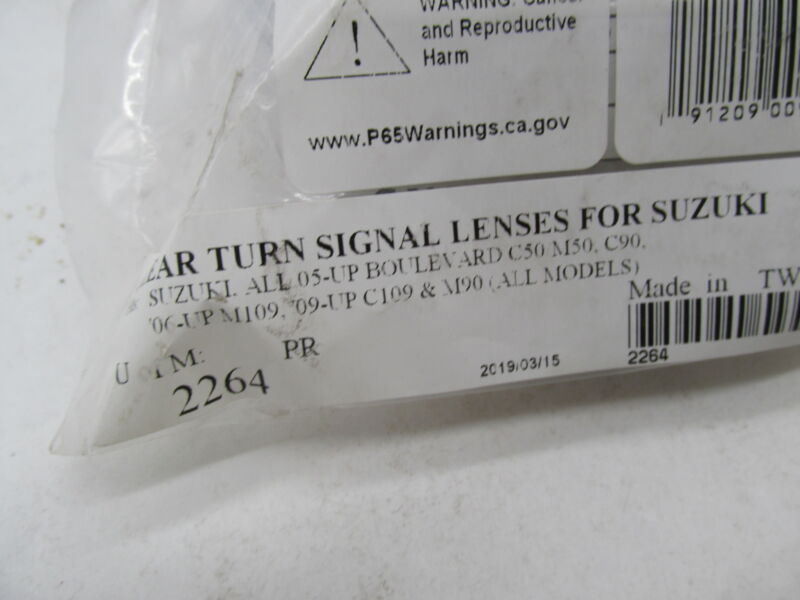 WARNING:
and Reproductive
Harm
!
www.P65Warnings.ca.gov
91209 00
EAR TURN SIGNAL LENSES FOR SUZUKI
SUZUKI. ALL 05-UP BOULEVARD C50 M50, C90,
'06-UP M109, '09-UP C109 & M90 (ALL MODELS)
Made in TW
PR
2264
2019/03/15
2264